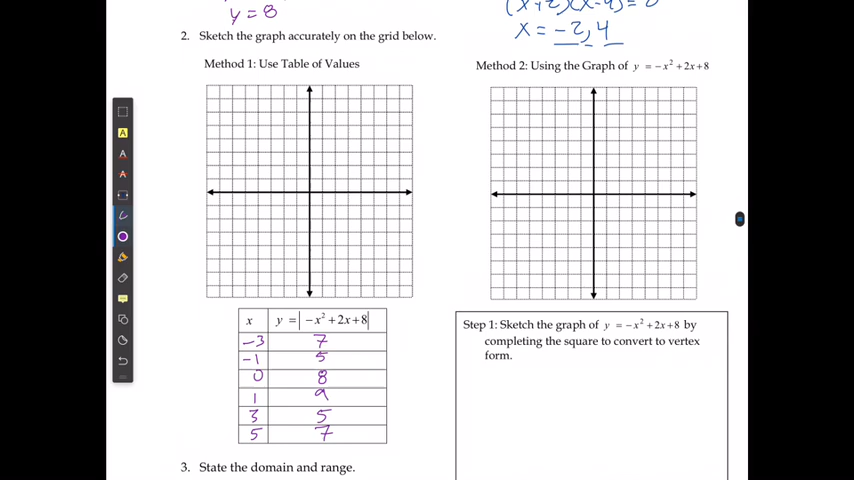 y = 8
(x+2)(x-4)=0
x = -2, 4
2. Sketch the graph accurately on the grid below.
Method 1: Use Table of Values
Method 2: Using the Graph of y = −x² + 2x + 8
x y = |−x² + 2x + 8|
-3 7
-1 5
0 8
1 9
3 5
5 7
Step 1: Sketch the graph of y = −x² + 2x + 8 by
completing the square to convert to vertex
form.
3. State the domain and range.